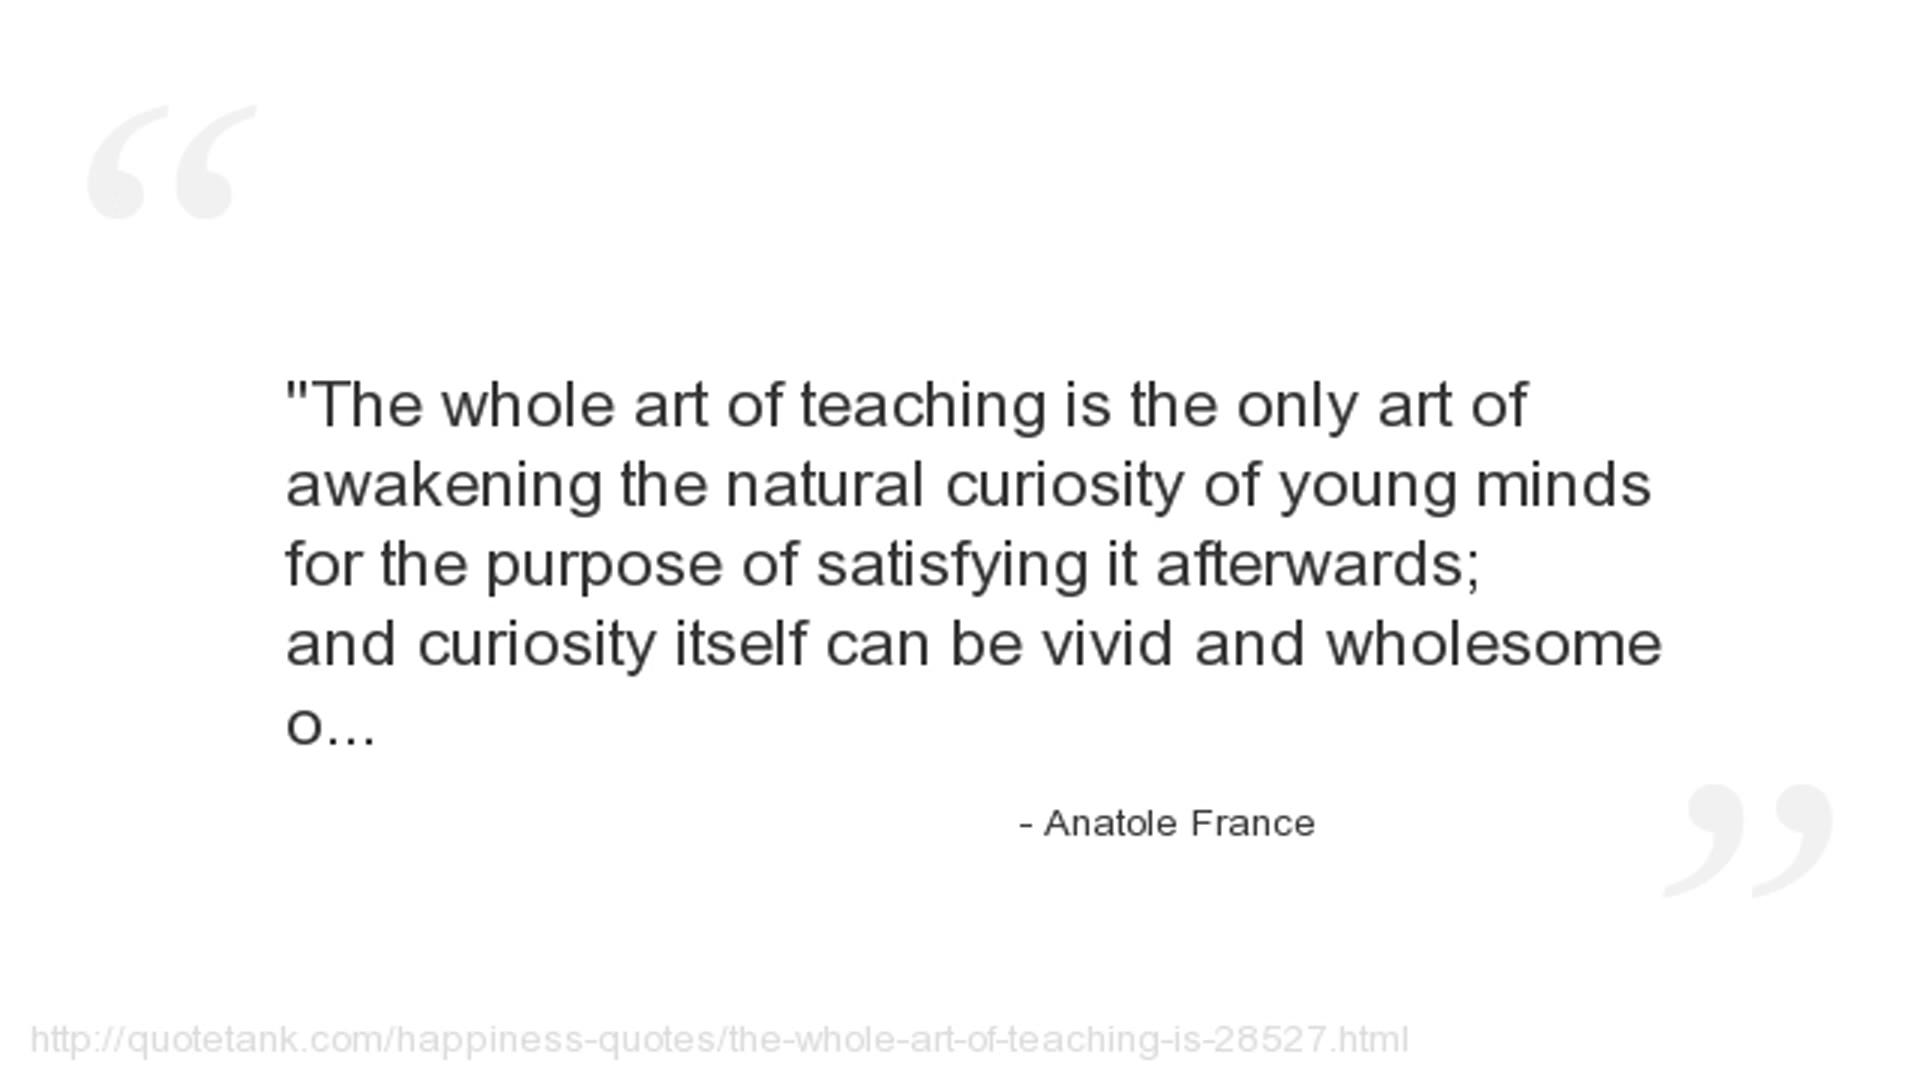 "The whole art of teaching is the only art of
awakening the natural curiosity of young minds
for the purpose of satisfying it afterwards;
and curiosity itself can be vivid and wholesome
o...
- Anatole France
http://quotetank.com/happiness-quotes/the-whole-art-of-teaching-is-28527.html